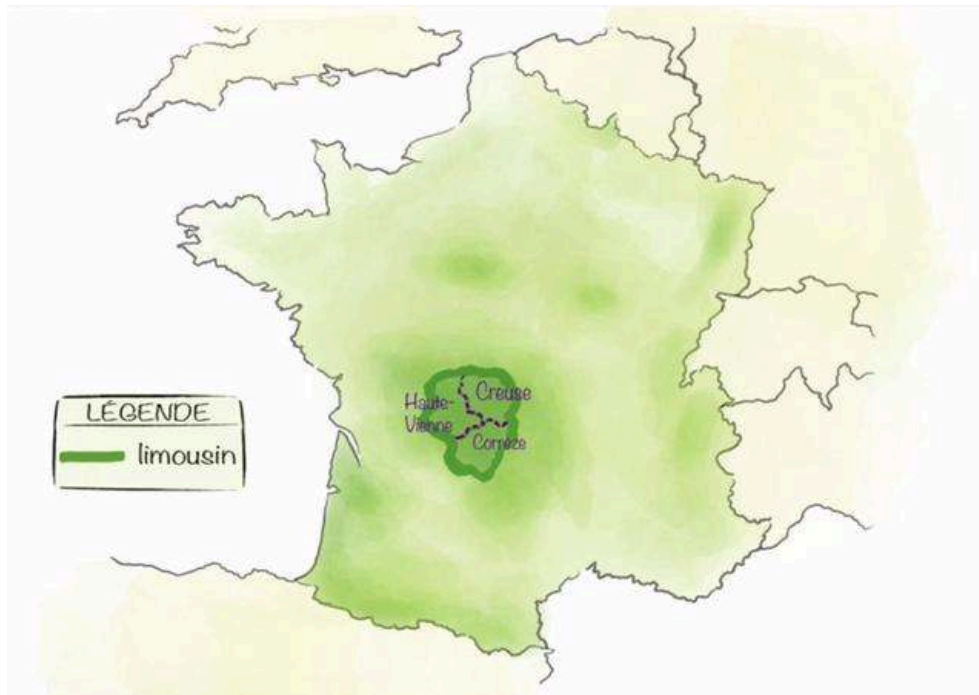 LÉGENDE
limousin
Haute-
Vienne
Creuse
Corrèze